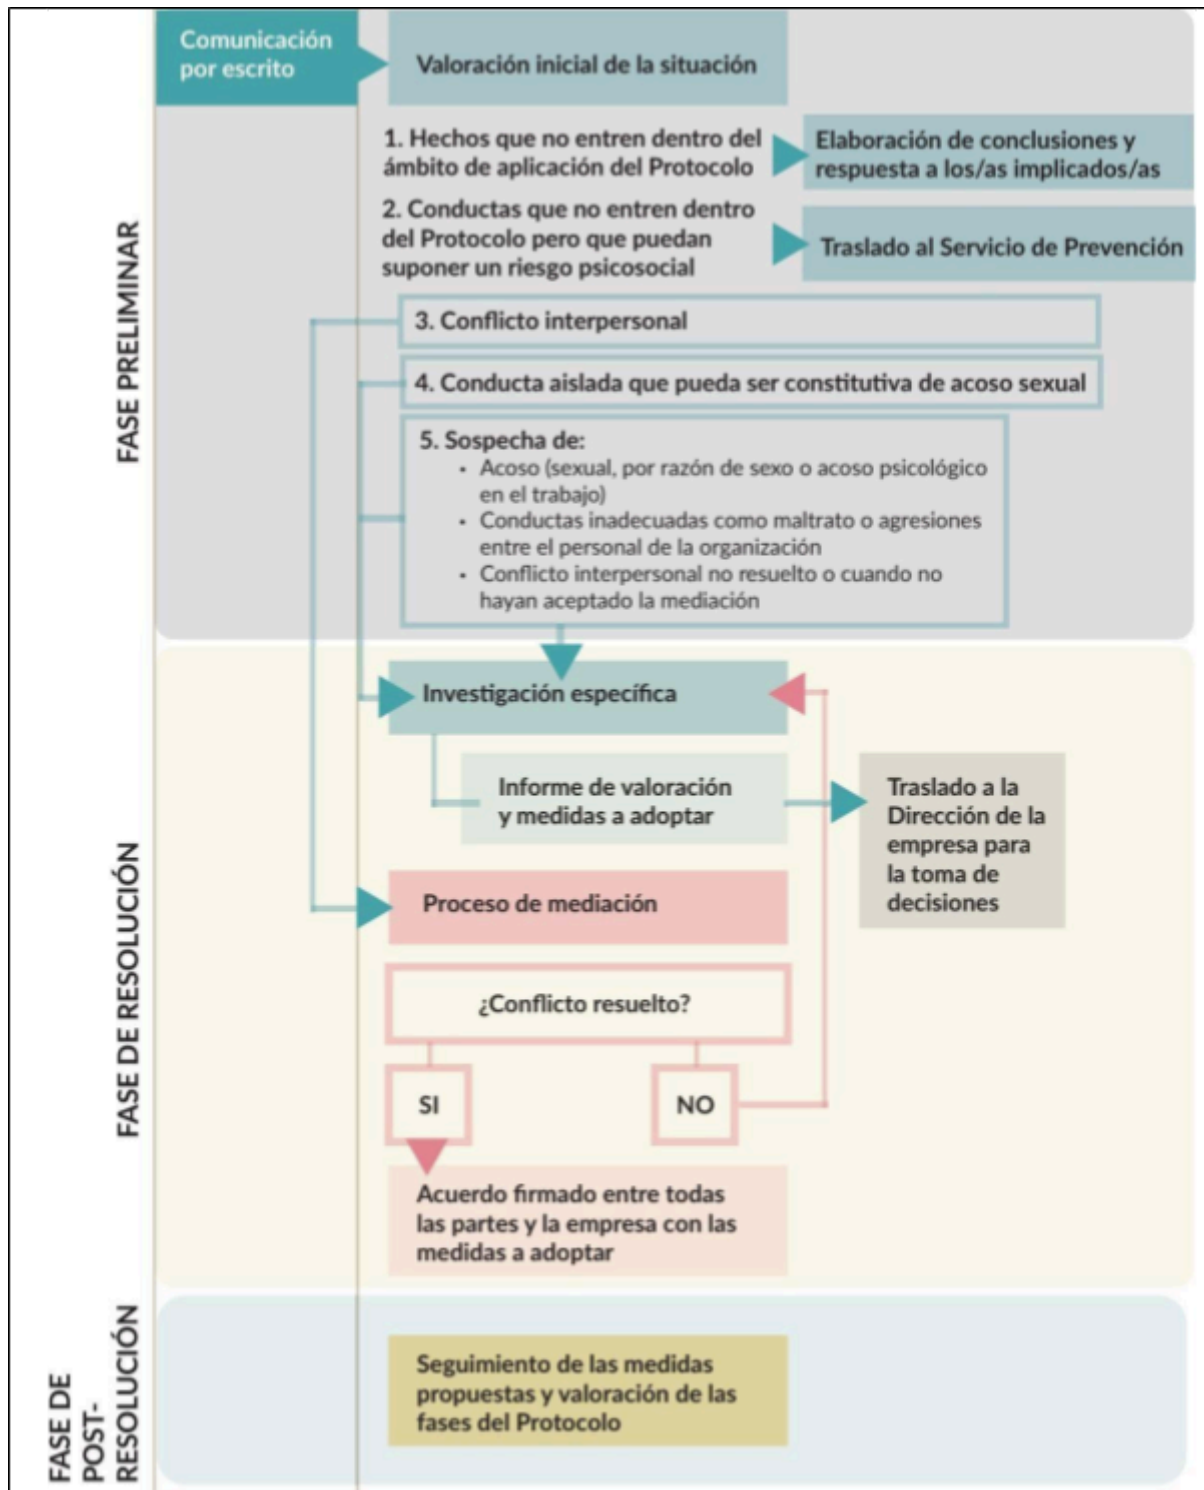 Comunicación
por escrito
Valoración inicial de la situación
1. Hechos que no entren dentro del
ámbito de aplicación del Protocolo
Elaboración de conclusiones y
respuesta a los/as implicados/as
2. Conductas que no entren dentro
del Protocolo pero que puedan
suponer un riesgo psicosocial
Traslado al Servicio de Prevención
FASE PRELIMINAR
3. Conflicto interpersonal
4. Conducta aislada que pueda ser constitutiva de acoso sexual
5. Sospecha de:
• Acoso (sexual, por razón de sexo o acoso psicológico
en el trabajo)
• Conductas inadecuadas como maltrato o agresiones
entre el personal de la organización
• Conflicto interpersonal no resuelto o cuando no
hayan aceptado la mediación
FASE DE RESOLUCIÓN
Investigación específica
Informe de valoración
y medidas a adoptar
Traslado a la
Dirección de la
empresa para
la toma de
decisiones
Proceso de mediación
¿Conflicto resuelto?
SI
NO
Acuerdo firmado entre todas
las partes y la empresa con las
medidas a adoptar
FASE DE
POST-
RESOLUCIÓN
Seguimiento de las medidas
propuestas y valoración de las
fases del Protocolo